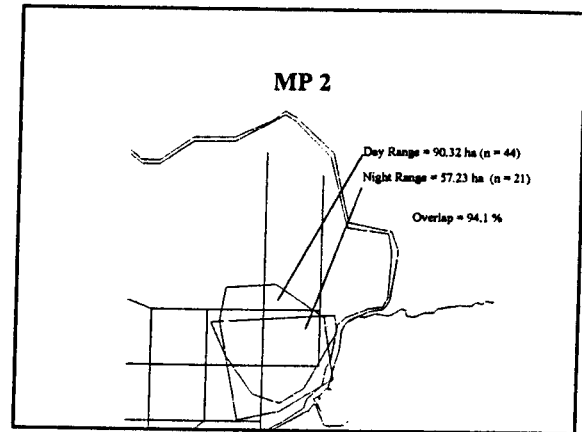 MP 2
Day Range = 90.32 ha (n = 44)
Night Range = 57.23 ha (n = 21)
Overlap = 94.1 %